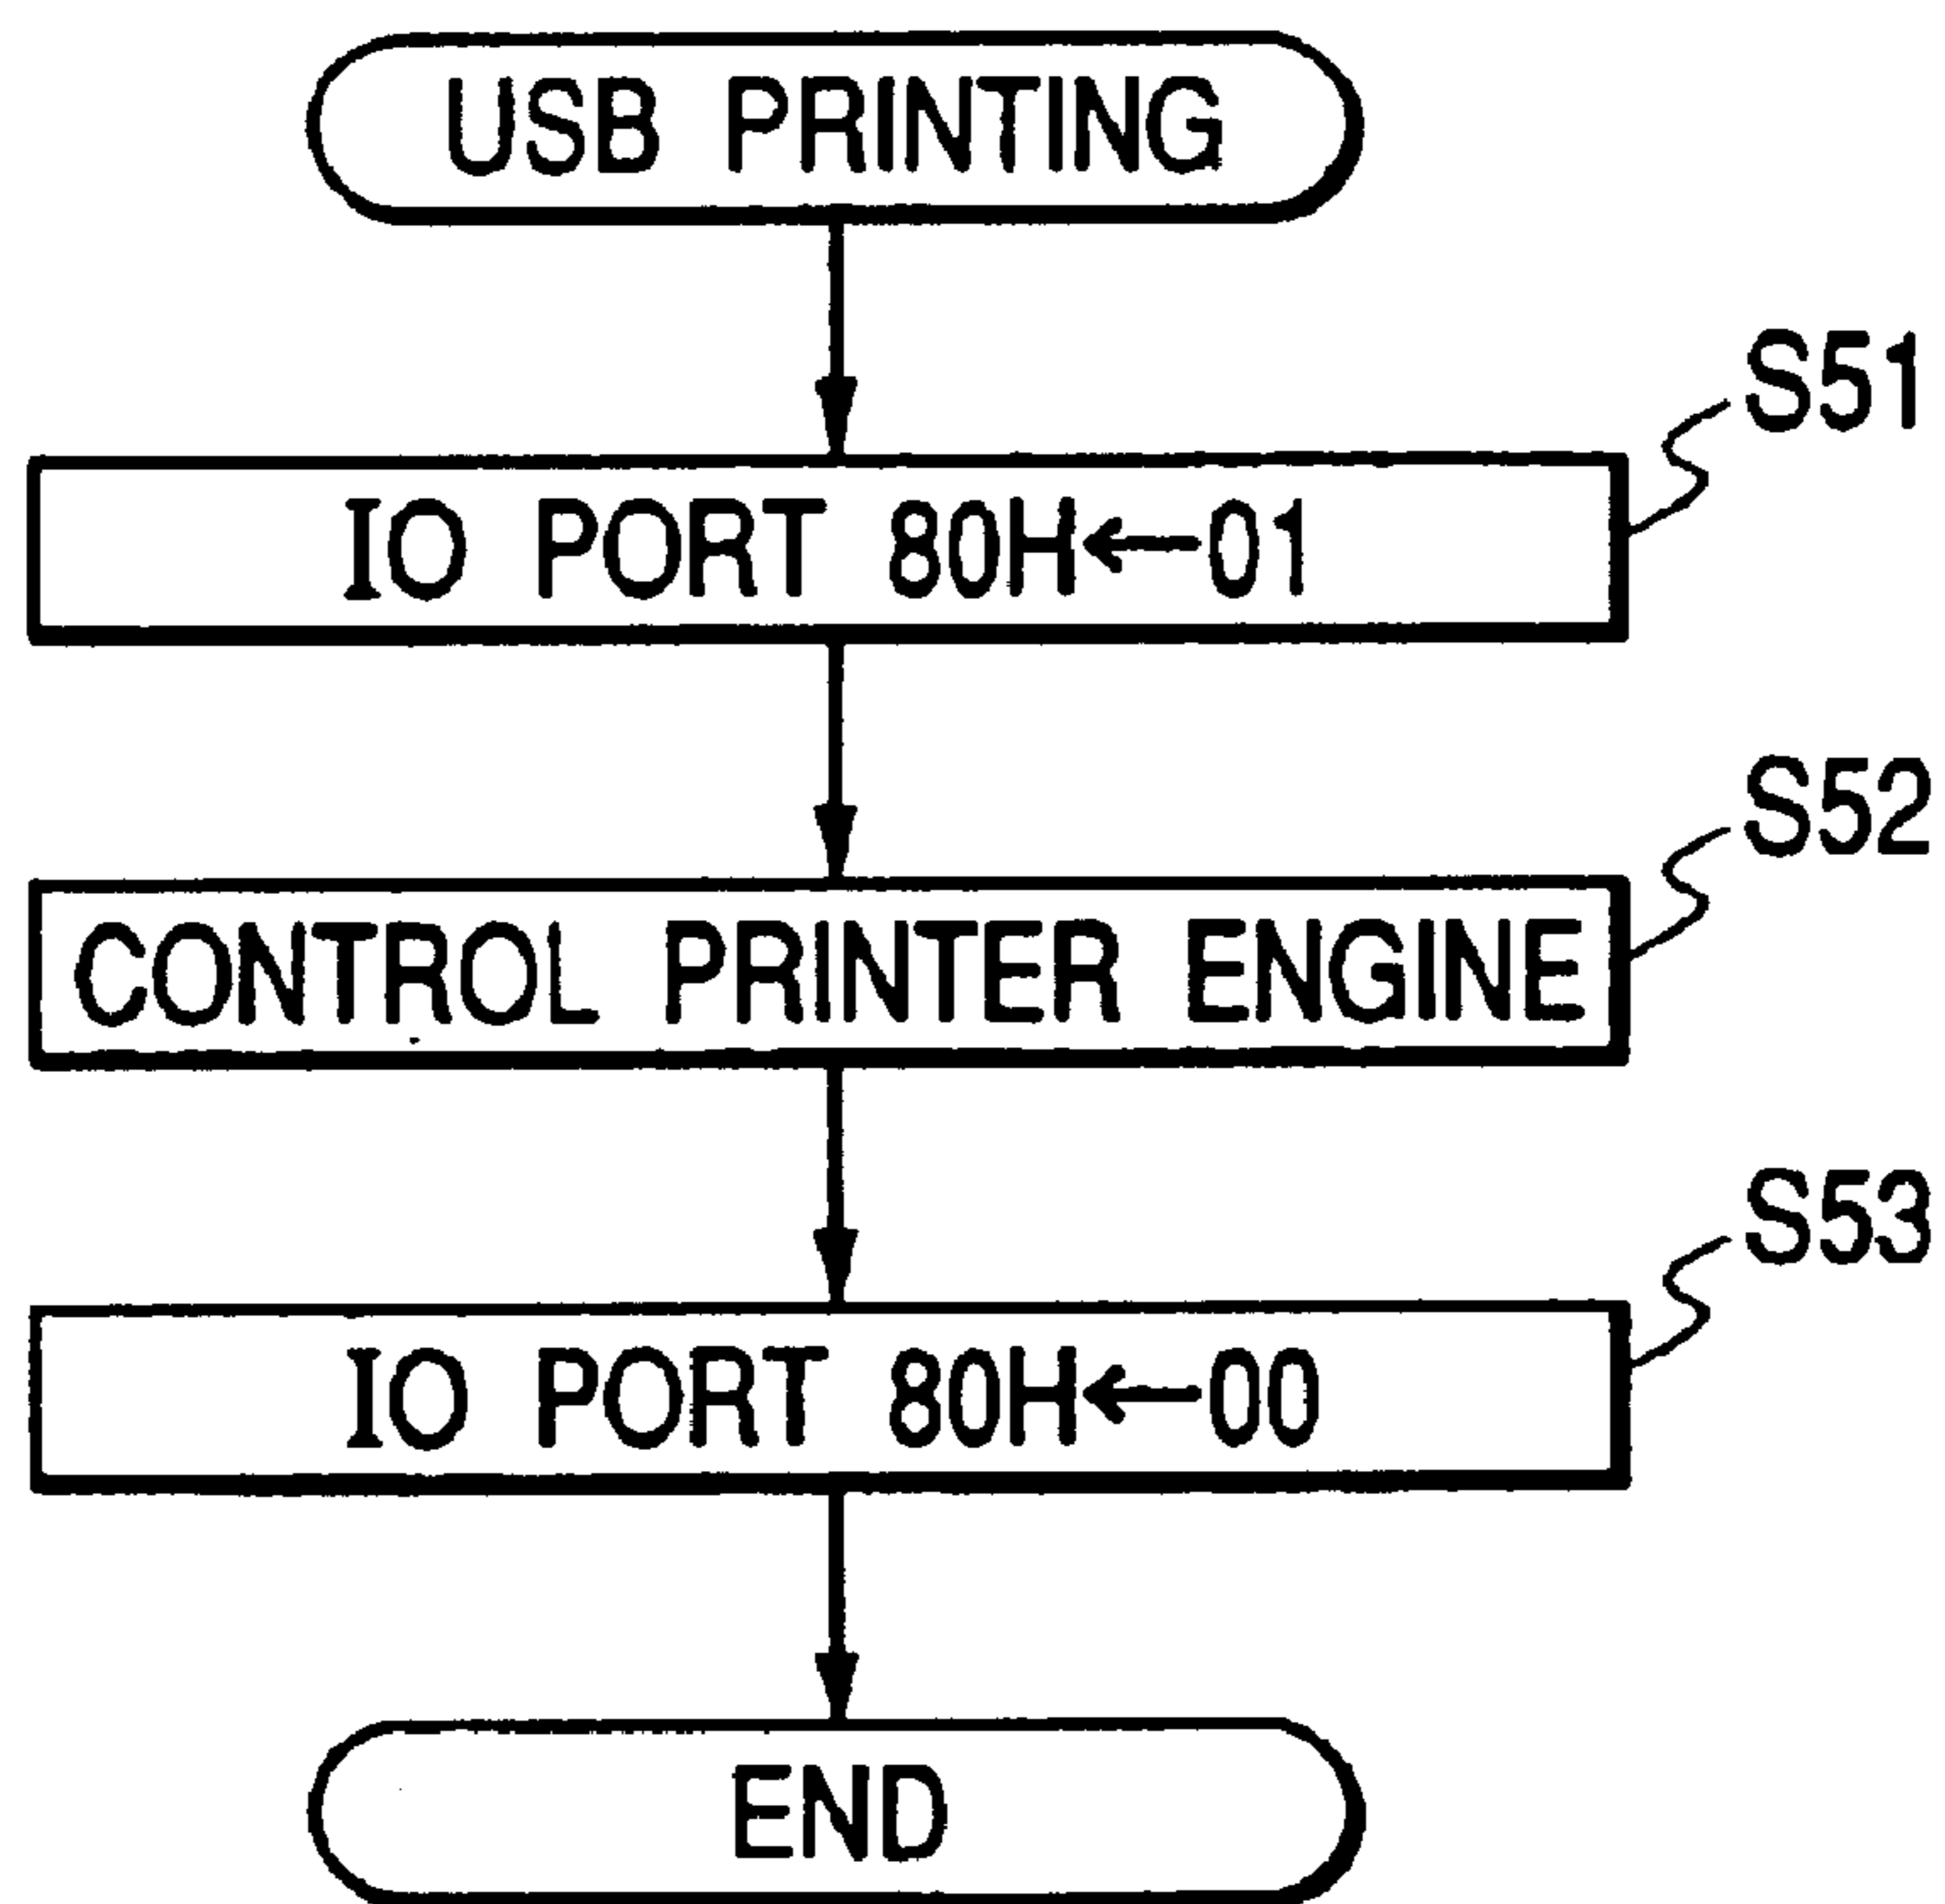 USB PRINTING
S51
IO PORT 80H←01
S52
CONTROL PRINTER ENGINE
S53
IO PORT 80H←00
END